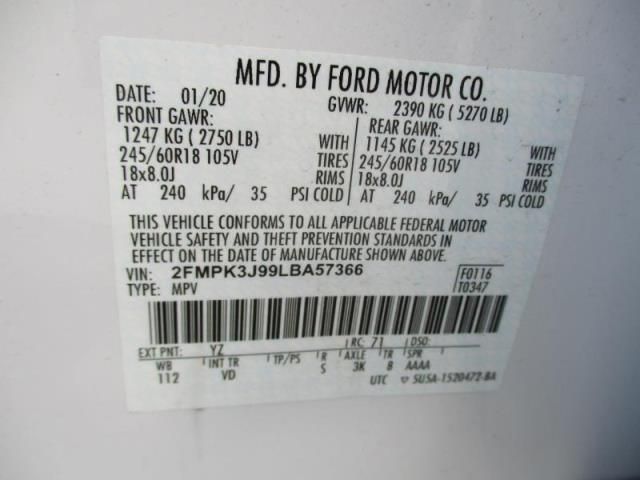 MFD. BY FORD MOTOR CO.
DATE: 01/20 GVWR: 2390 KG ( 5270 LB)
FRONT GAWR: REAR GAWR:
1247 KG ( 2750 LB) WITH 1145 KG ( 2525 LB) WITH
245/60R18 105V TIRES 245/60R18 105V TIRES
18x8.0J RIMS 18x8.0J RIMS
AT 240 kPa/ 35 PSI COLD AT 240 kPa/ 35 PSI COLD
THIS VEHICLE CONFORMS TO ALL APPLICABLE FEDERAL MOTOR
VEHICLE SAFETY AND THEFT PREVENTION STANDARDS IN
EFFECT ON THE DATE OF MANUFACTURE SHOWN ABOVE.
VIN: 2FMPK3J99LBA57366 F0116
TYPE: MPV T0347
EXT PNT: YZ RC: 71 DSO:
WB INT TR TP/PS R AXLE TR SPR
112 VD S 3K 8 AAAA
UTC 5U5A-1520472-BA